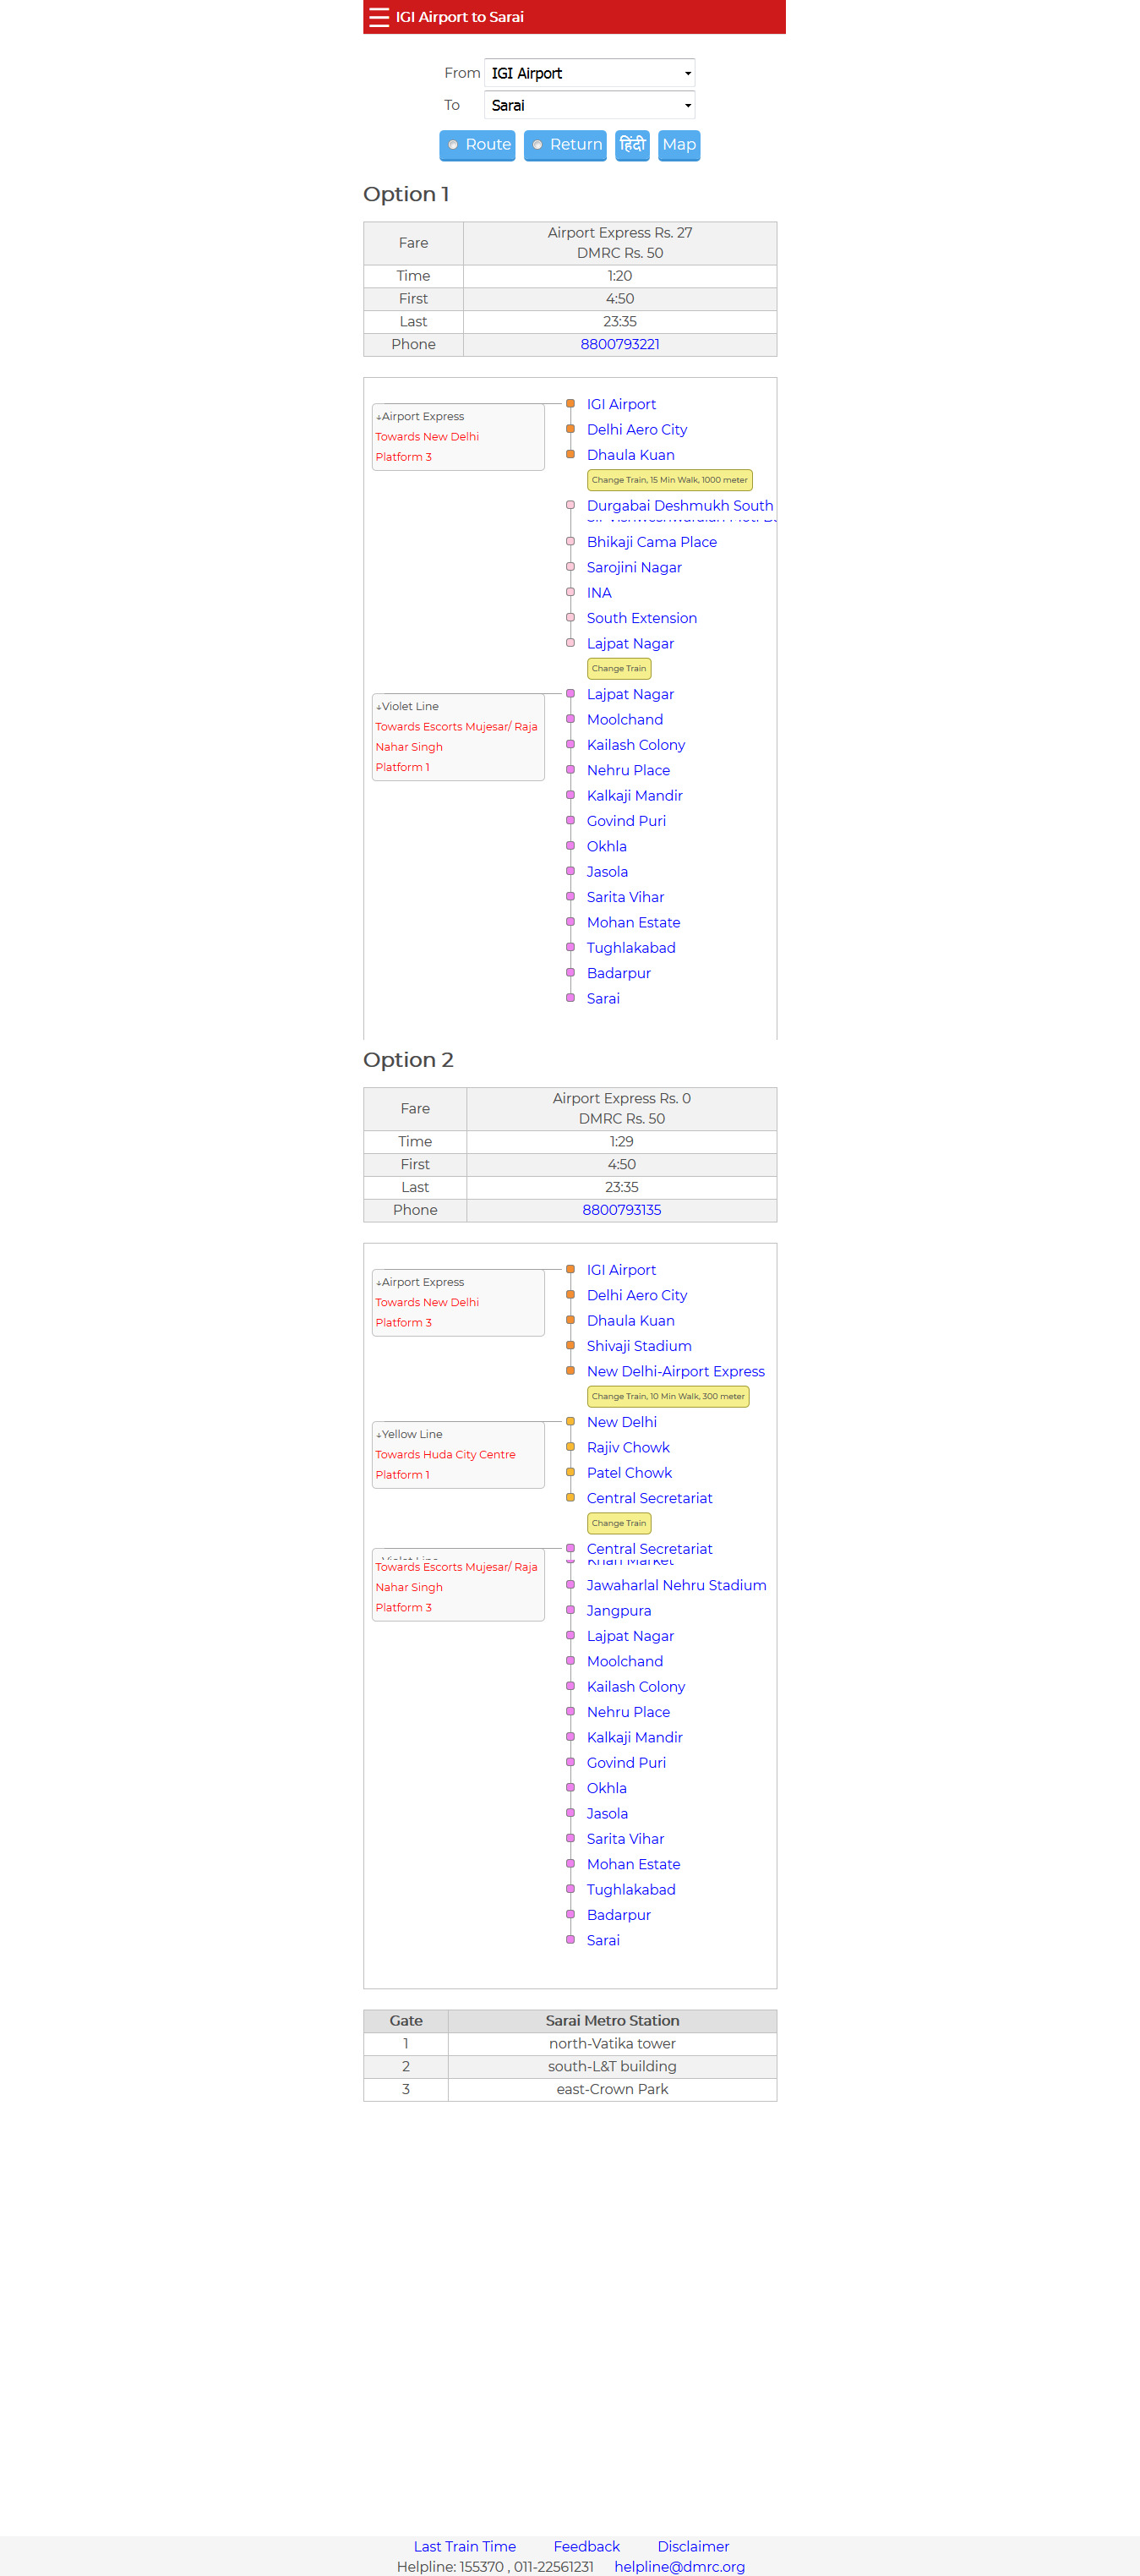 IGI Airport to Sarai
From IGI Airport
To Sarai
Route Return हिंदी Map
Option 1
Fare Airport Express Rs. 27
DMRC Rs. 50
Time 1:20
First 4:50
Last 23:35
Phone 8800793221
IGI Airport
↓Airport Express
Delhi Aero City
Towards New Delhi
Dhaula Kuan
Platform 3
Change Train, 15 Min Walk, 1000 meter
Durgabai Deshmukh South
Bhikaji Cama Place
Sarojini Nagar
INA
South Extension
Lajpat Nagar
Change Train
Lajpat Nagar
↓Violet Line
Moolchand
Towards Escorts Mujesar/ Raja
Nahar Singh
Kailash Colony
Platform 1
Nehru Place
Kalkaji Mandir
Govind Puri
Okhla
Jasola
Sarita Vihar
Mohan Estate
Tughlakabad
Badarpur
Sarai
Option 2
Fare Airport Express Rs. 0
DMRC Rs. 50
Time 1:29
First 4:50
Last 23:35
Phone 8800793135
IGI Airport
↓Airport Express
Delhi Aero City
Towards New Delhi
Dhaula Kuan
Platform 3
Shivaji Stadium
New Delhi-Airport Express
Change Train, 10 Min Walk, 300 meter
New Delhi
↓Yellow Line
Rajiv Chowk
Towards Huda City Centre
Patel Chowk
Platform 1
Central Secretariat
Change Train
Central Secretariat
Khan Market
Towards Escorts Mujesar/ Raja
Nahar Singh
Jawaharlal Nehru Stadium
Platform 3
Jangpura
Lajpat Nagar
Moolchand
Kailash Colony
Nehru Place
Kalkaji Mandir
Govind Puri
Okhla
Jasola
Sarita Vihar
Mohan Estate
Tughlakabad
Badarpur
Sarai
Gate Sarai Metro Station
1 north-Vatika tower
2 south-L&T building
3 east-Crown Park
Last Train Time Feedback Disclaimer
Helpline: 155370 , 011-22561231 helpline@dmrc.org